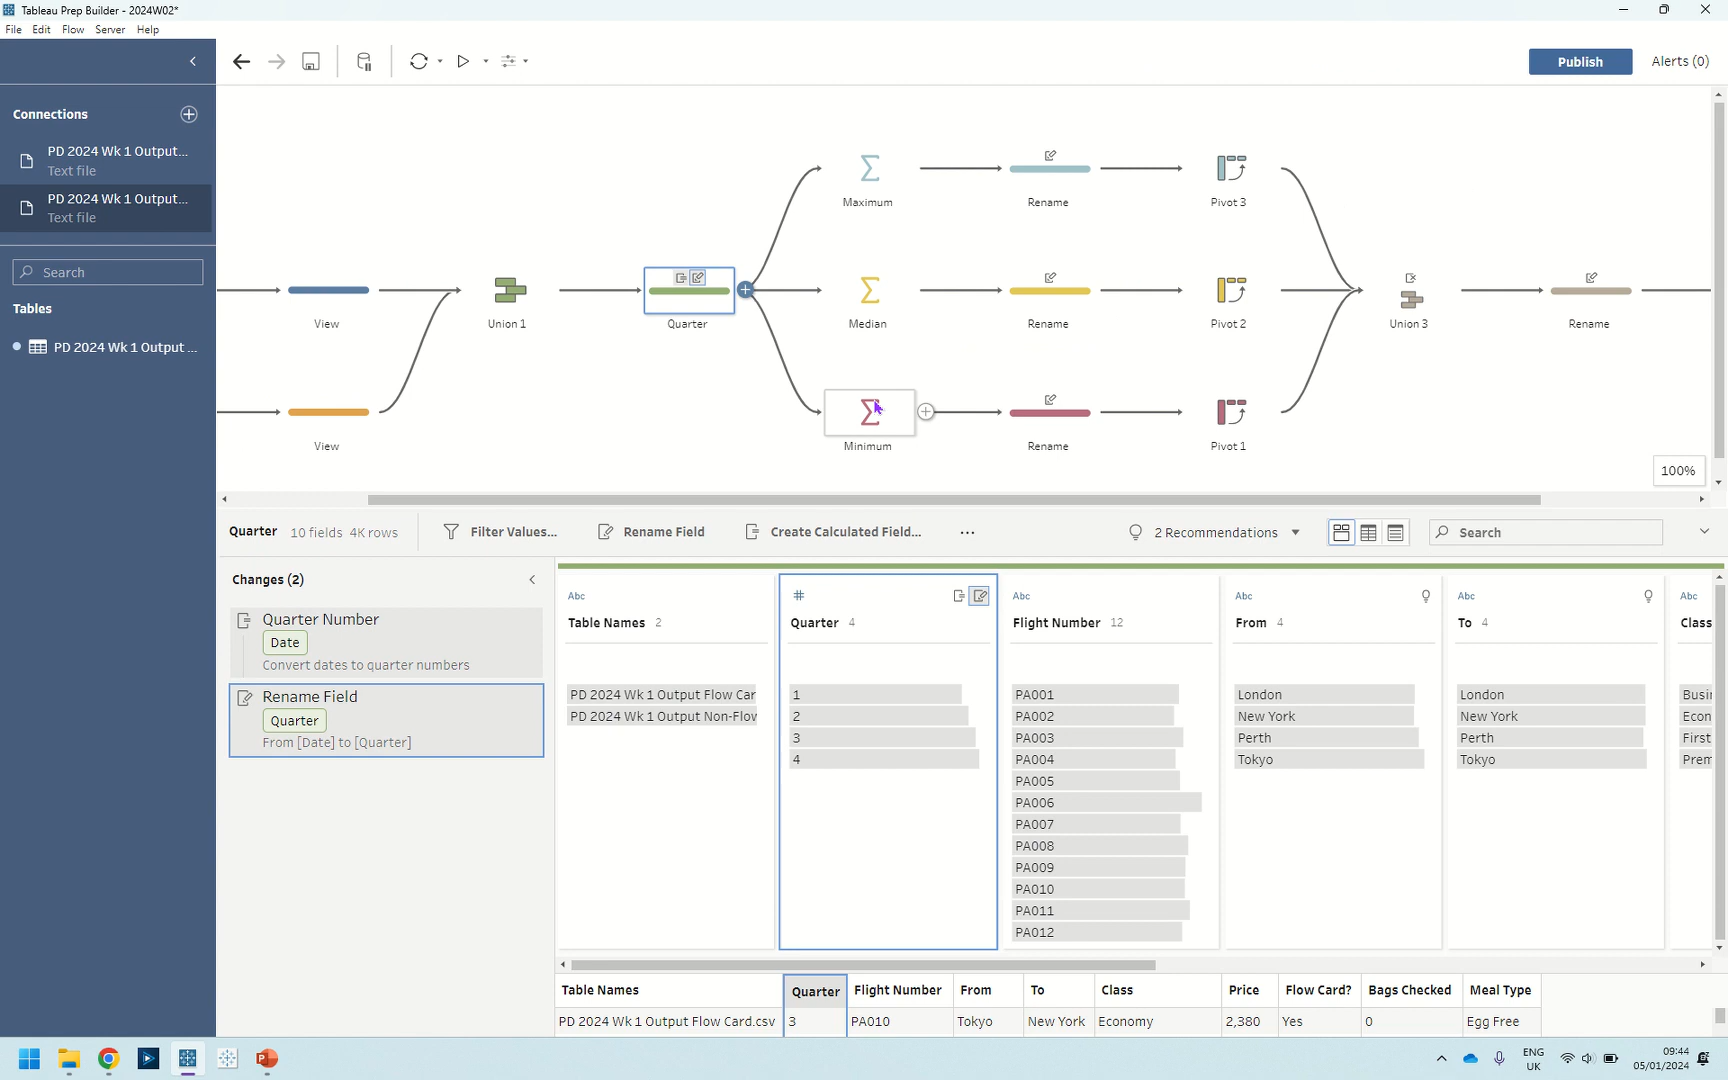 Tableau Prep Builder - 2024W02*
File Edit Flow Server Help
Publish
Alerts (0)
Connections
PD 2024 Wk 1 Output...
Text file
PD 2024 Wk 1 Output...
Text file
Search
Tables
PD 2024 Wk 1 Output ...
Maximum
Rename
Pivot 3
View
Union 1
Quarter
Median
Rename
Pivot 2
Union 3
Rename
View
Minimum
Rename
Pivot 1
100%
Quarter 10 fields 4K rows
Filter Values...
Rename Field
Create Calculated Field...
...
2 Recommendations
Search
Changes (2)
Quarter Number
Date
Convert dates to quarter numbers
Rename Field
Quarter
From [Date] to [Quarter]
Abc
Table Names 2
PD 2024 Wk 1 Output Flow Car
PD 2024 Wk 1 Output Non-Flow
#
Quarter 4
1
2
3
4
Abc
Flight Number 12
PA001
PA002
PA003
PA004
PA005
PA006
PA007
PA008
PA009
PA010
PA011
PA012
Abc
From 4
London
New York
Perth
Tokyo
Abc
To 4
London
New York
Perth
Tokyo
Abc
Class
Busi
Econ
First
Prem
Table Names Quarter Flight Number From To Class Price Flow Card? Bags Checked Meal Type
PD 2024 Wk 1 Output Flow Card.csv 3 PA010 Tokyo New York Economy 2,380 Yes 0 Egg Free
ENG
UK
09:44
05/01/2024